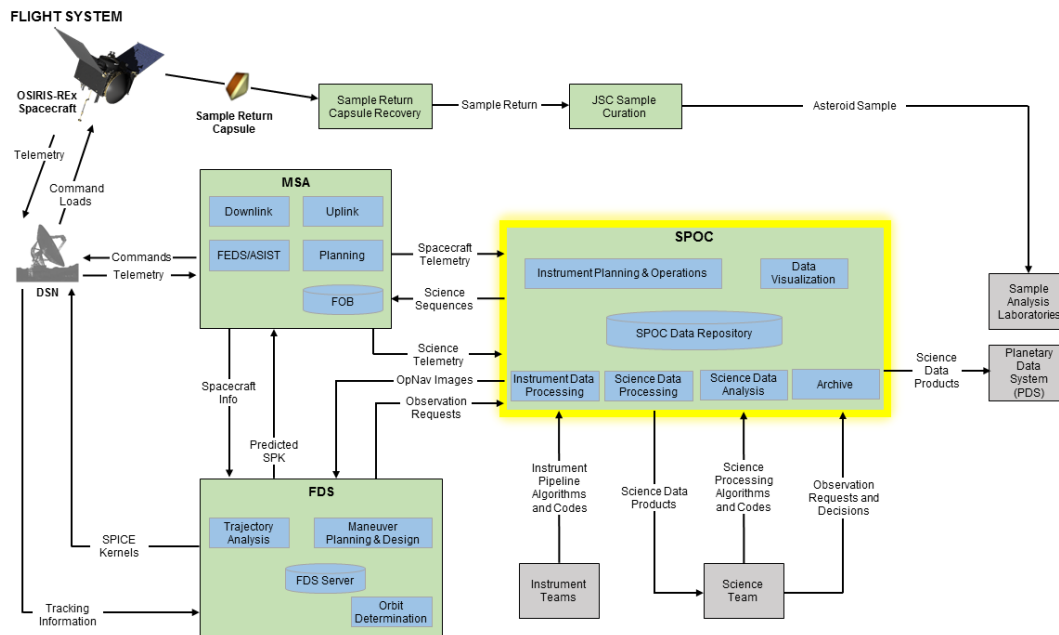 FLIGHT SYSTEM
OSIRIS-REx
Spacecraft
Sample Return
Capsule
Sample Return
Capsule Recovery
Sample Return
JSC Sample
Curation
Asteroid Sample
Telemetry
Command
Loads
MSA
Downlink
Uplink
FEDS/ASIST
Planning
FOB
Commands
Telemetry
DSN
Spacecraft
Telemetry
Science
Sequences
Science
Telemetry
OpNav Images
Observation
Requests
SPOC
Instrument Planning & Operations
Data
Visualization
SPOC Data Repository
Instrument Data
Processing
Science Data
Processing
Science Data
Analysis
Archive
Science
Data
Products
Sample
Analysis
Laboratories
Planetary
Data
System
(PDS)
Spacecraft
Info
Predicted
SPK
FDS
Trajectory
Analysis
Maneuver
Planning & Design
FDS Server
Orbit
Determination
SPICE
Kernels
Tracking
Information
Instrument
Pipeline
Algorithms
and Codes
Science Data
Products
Science
Processing
Algorithms
and Codes
Observation
Requests and
Decisions
Instrument
Teams
Science
Team